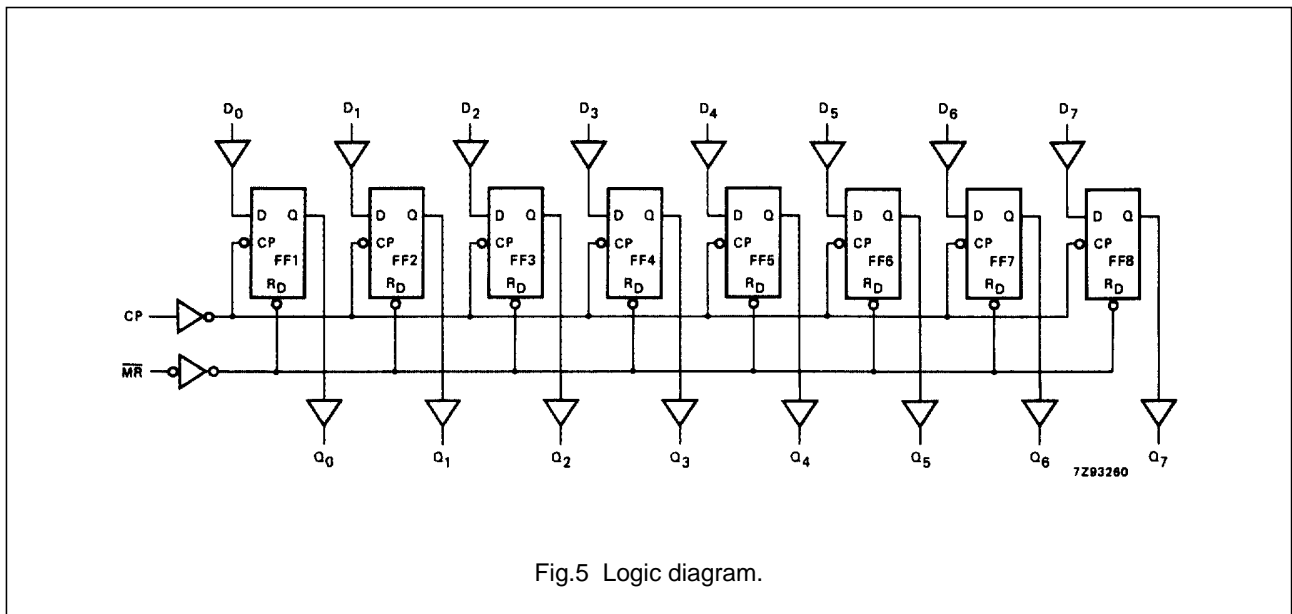 D0 D1 D2 D3 D4 D5 D6 D7
D Q D Q D Q D Q D Q D Q D Q D Q
CP CP CP CP CP CP CP CP
FF1 FF2 FF3 FF4 FF5 FF6 FF7 FF8
RD RD RD RD RD RD RD RD
CP
M̅R̅
Q0 Q1 Q2 Q3 Q4 Q5 Q6 Q7
7Z93260
Fig.5 Logic diagram.